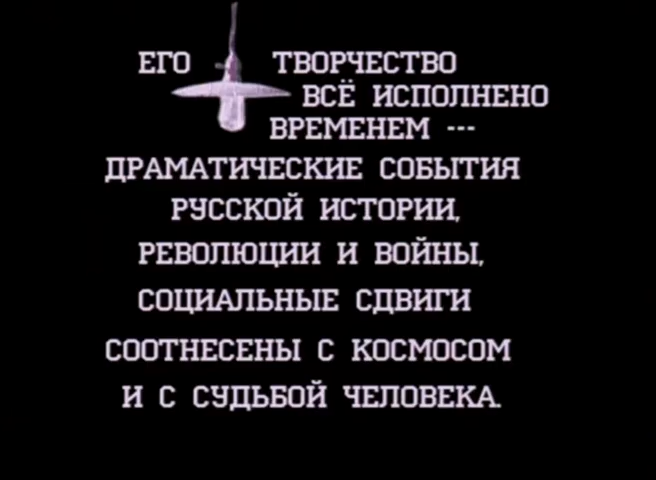 ЕГО ТВОРЧЕСТВО
ВСЁ ИСПОЛНЕНО
ВРЕМЕНЕМ ---
ДРАМАТИЧЕСКИЕ СОБЫТИЯ
РУССКОЙ ИСТОРИИ,
РЕВОЛЮЦИИ И ВОЙНЫ,
СОЦИАЛЬНЫЕ СДВИГИ
СООТНЕСЕНЫ С КОСМОСОМ
И С СУДЬБОЙ ЧЕЛОВЕКА.